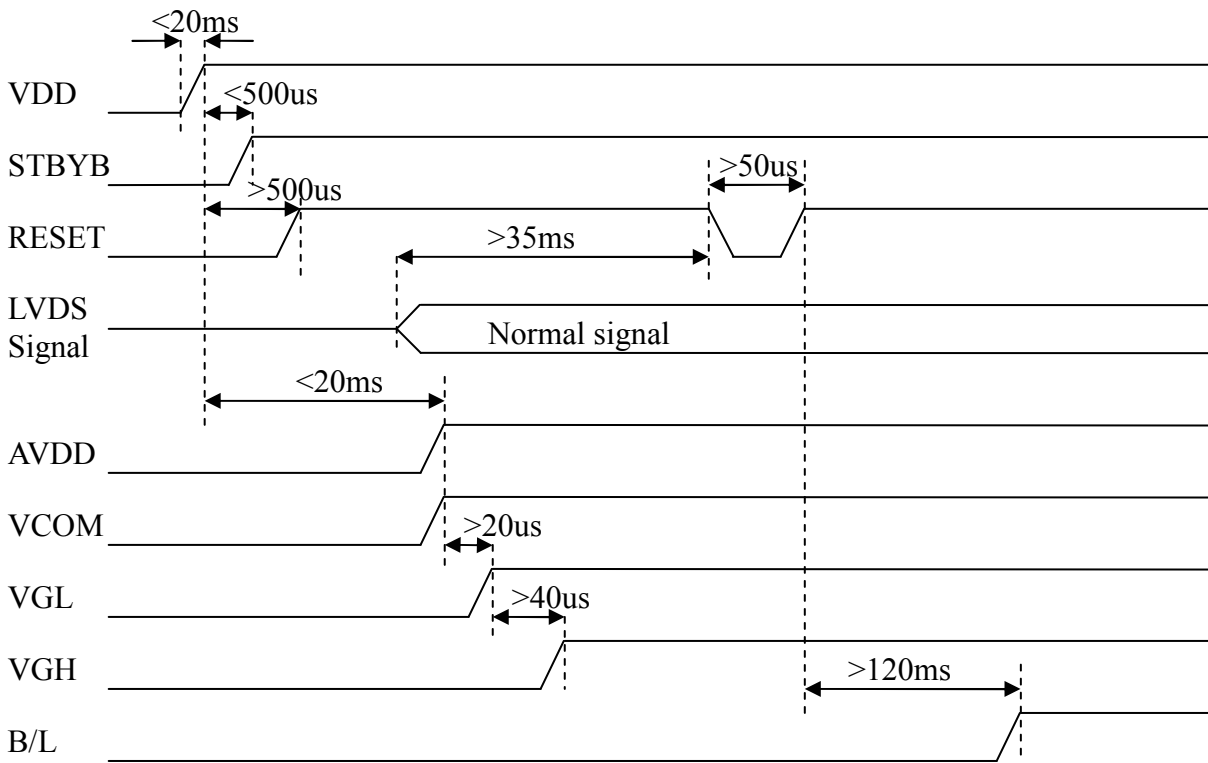 <20ms
VDD
<500us
STBYB
>50us
>500us
RESET
>35ms
LVDS
Signal
Normal signal
<20ms
AVDD
VCOM
>20us
VGL
>40us
VGH
>120ms
B/L